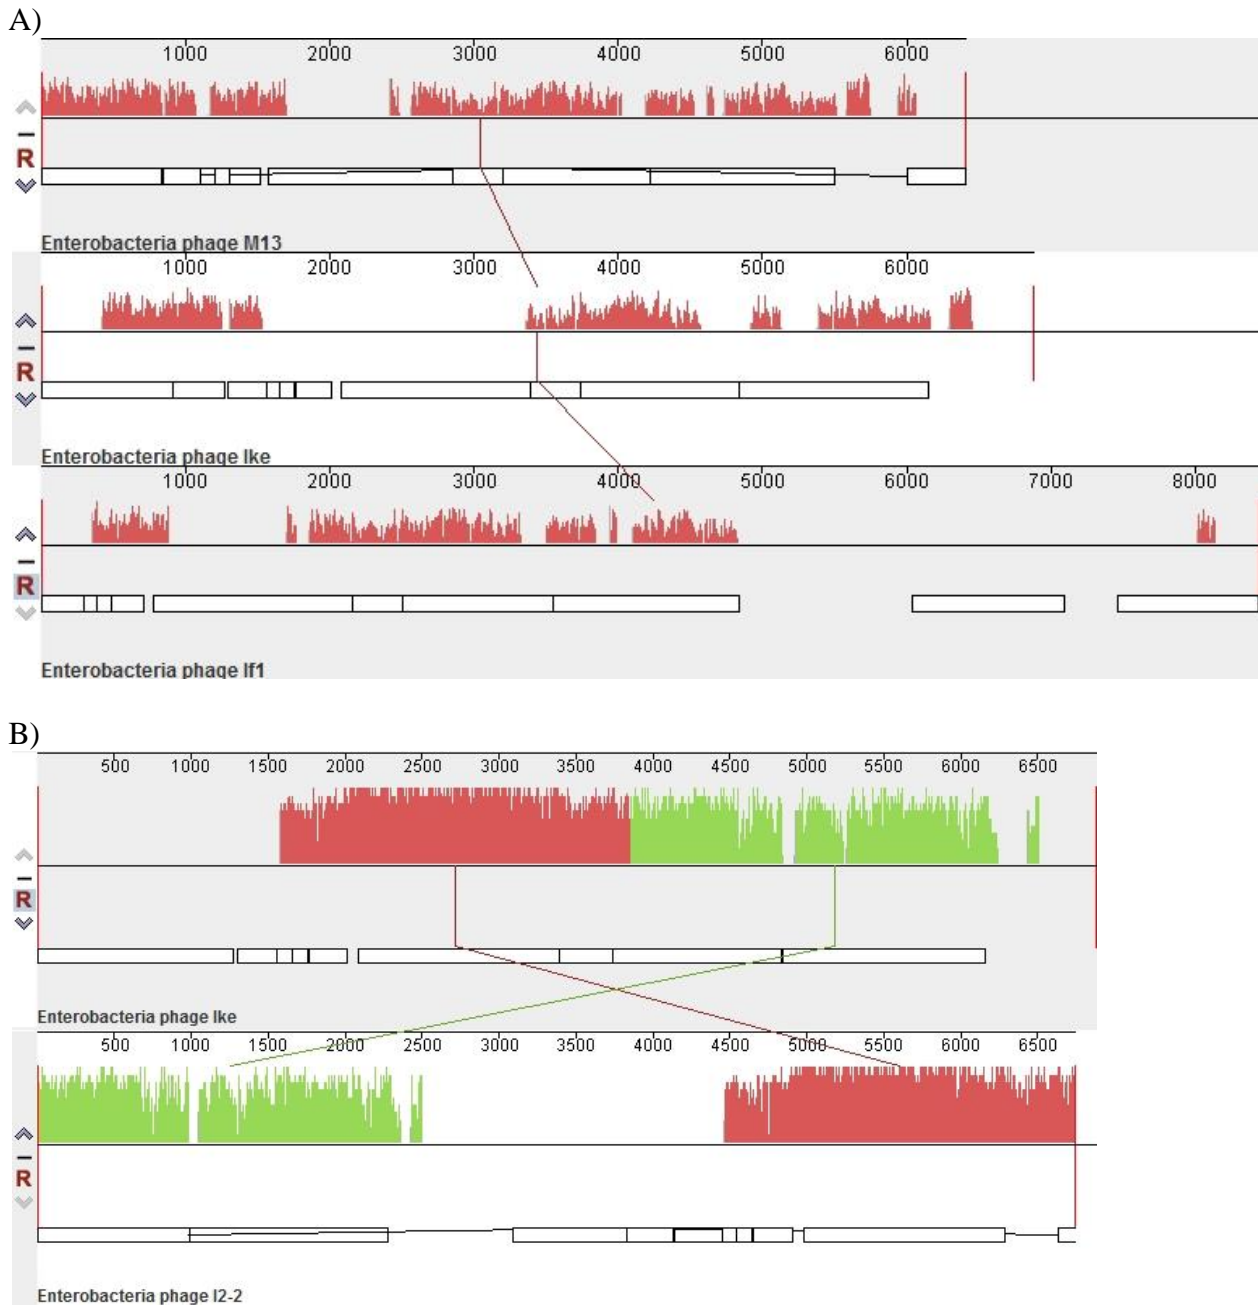 A)
1000 2000 3000 4000 5000 6000
R
Enterobacteria phage M13
1000 2000 3000 4000 5000 6000
R
Enterobacteria phage Ike
1000 2000 3000 4000 5000 6000 7000 8000
R
Enterobacteria phage If1
B)
500 1000 1500 2000 2500 3000 3500 4000 4500 5000 5500 6000 6500
R
Enterobacteria phage Ike
500 1000 1500 2000 2500 3000 3500 4000 4500 5000 5500 6000 6500
R
Enterobacteria phage I2-2